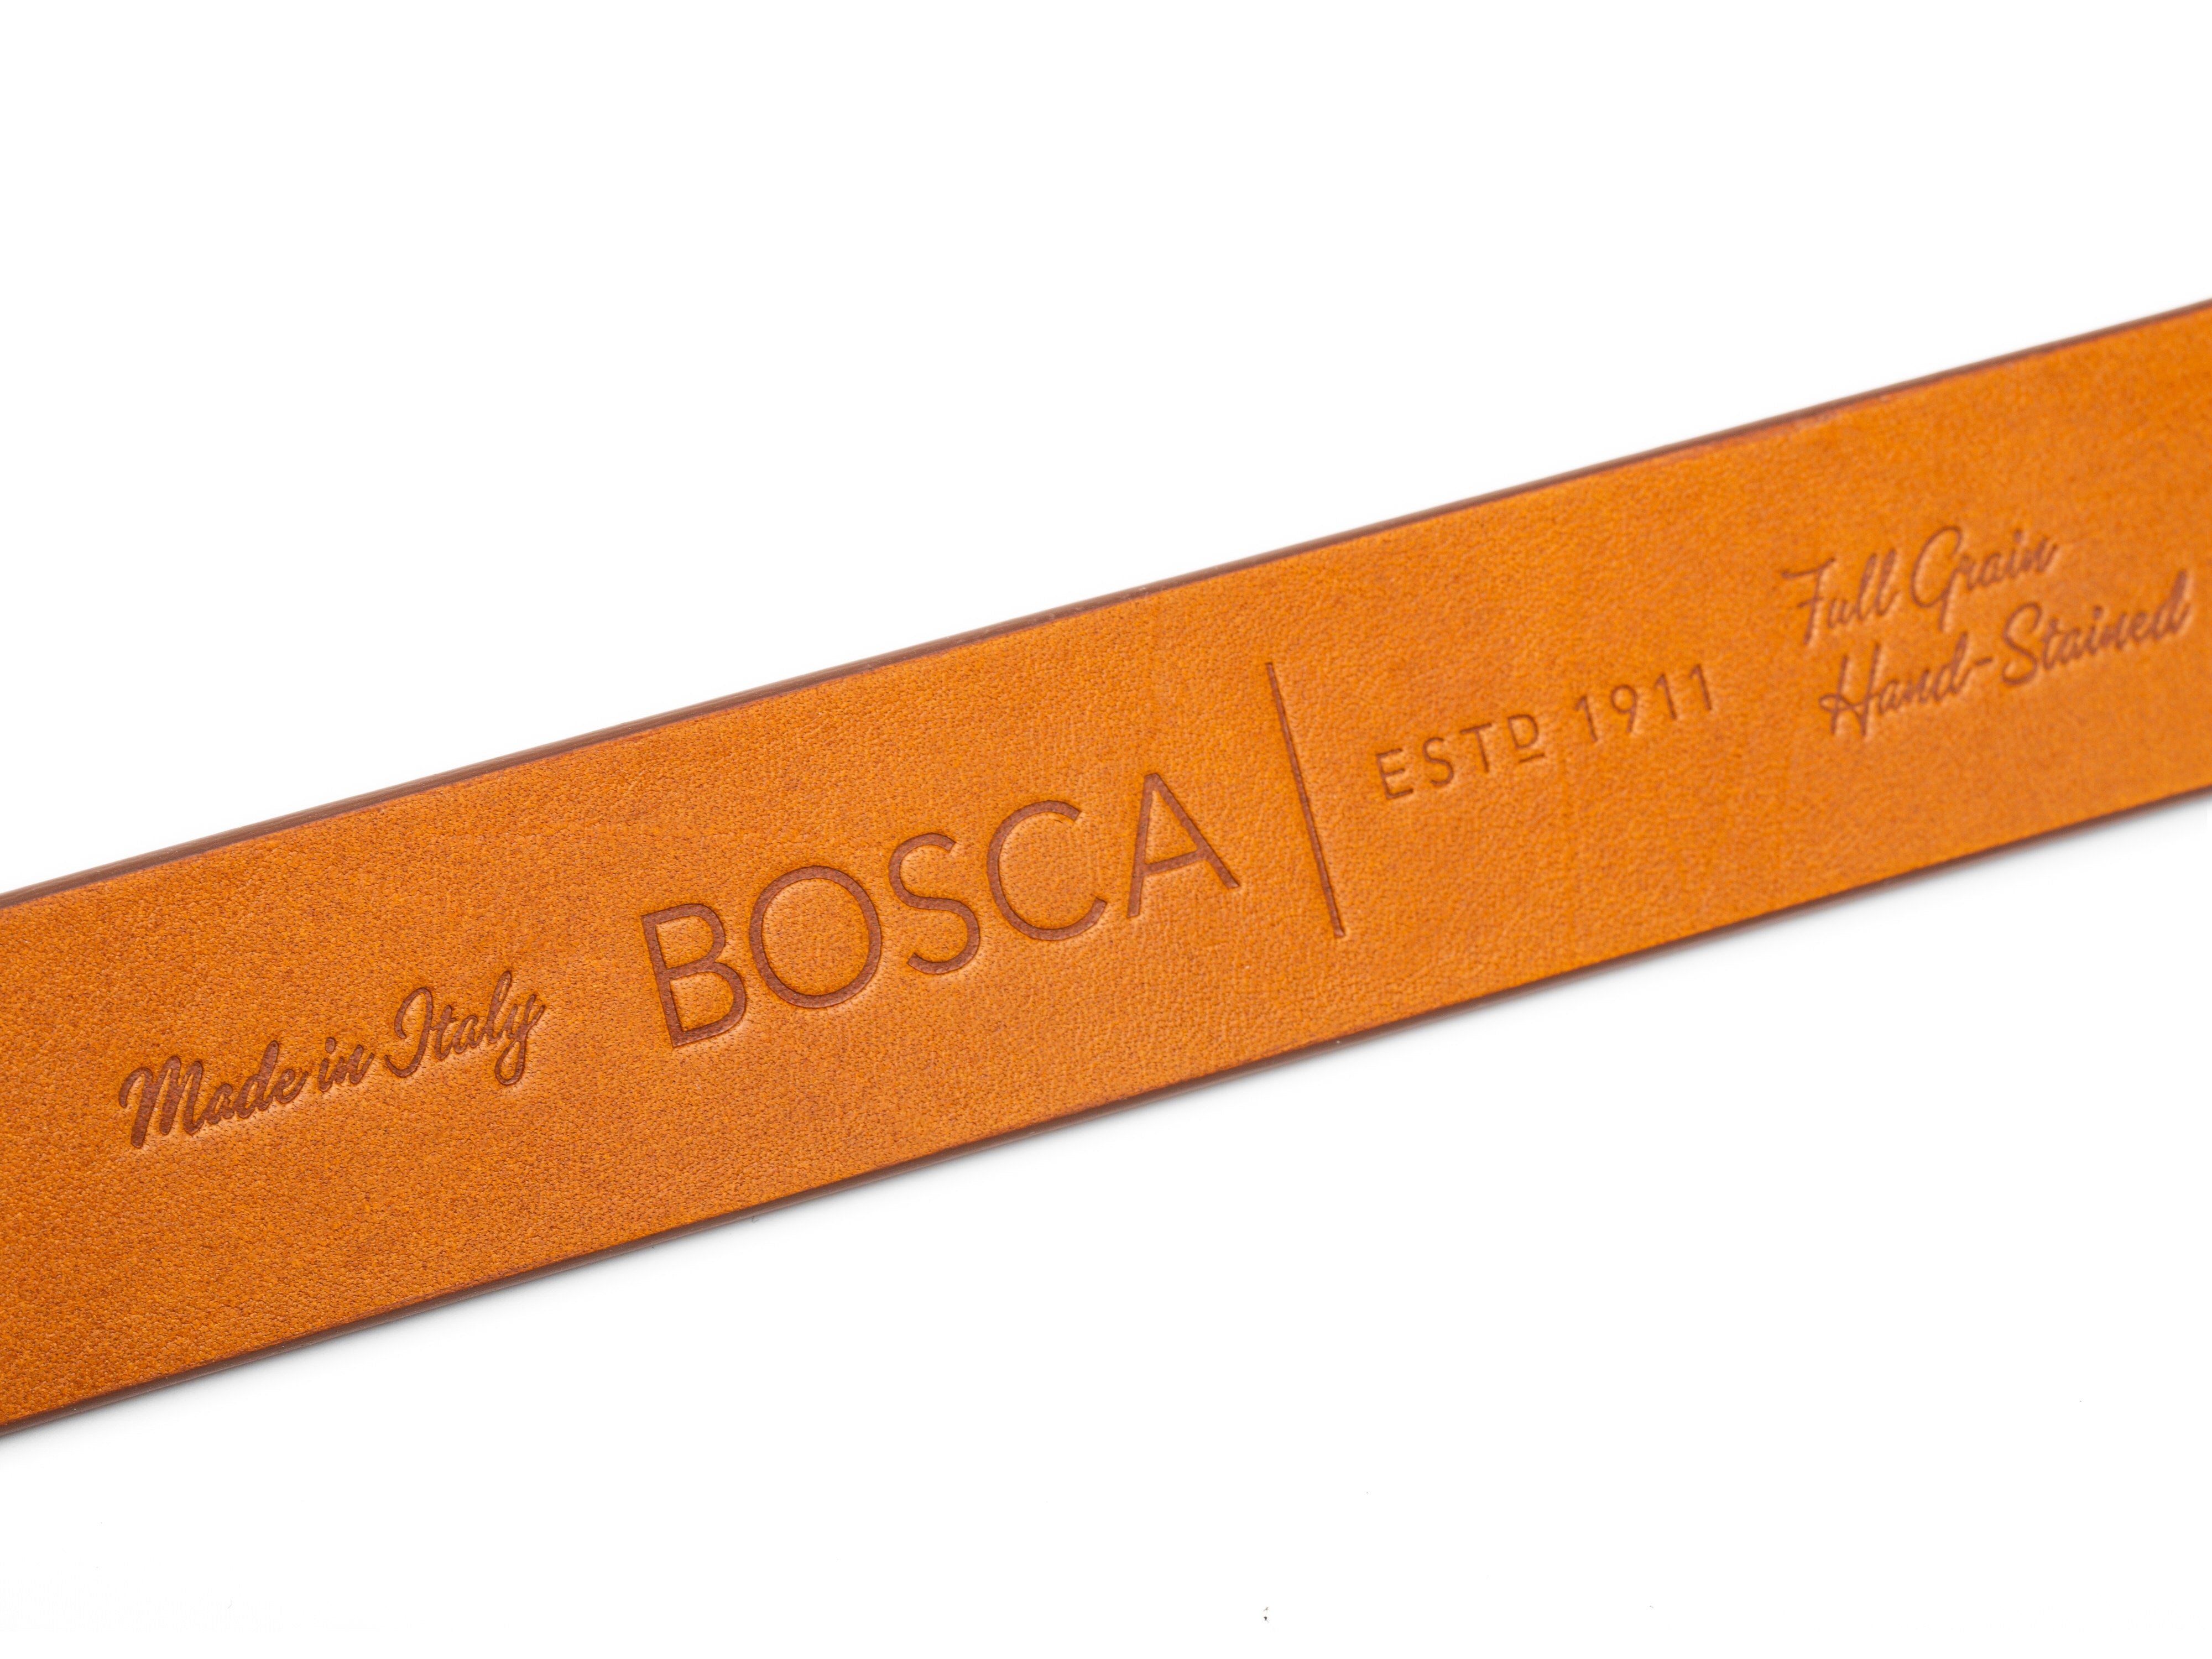 Made in Italy
BOSCA
ESTD 1911
Full Grain
Hand-Stained